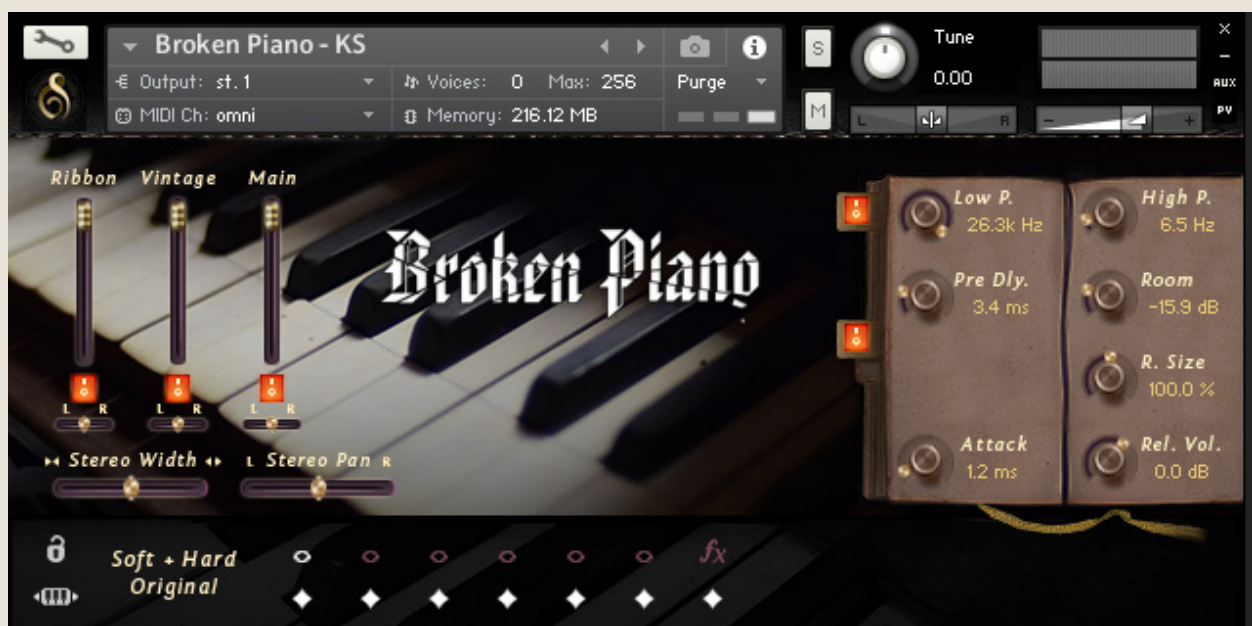 Broken Piano - KS
Output: st. 1
Voices: 0 Max: 256
Purge
MIDI Ch: omni
Memory: 216.12 MB
S
M
Tune
0.00
L R
- +
x
-
AUX
PV
Ribbon Vintage Main
L R L R L R
Stereo Width L Stereo Pan R
Broken Piano
Low P.
26.3k Hz
High P.
6.5 Hz
Pre Dly.
3.4 ms
Room
-15.9 dB
R. Size
100.0 %
Attack
1.2 ms
Rel. Vol.
0.0 dB
Soft + Hard
Original
fx